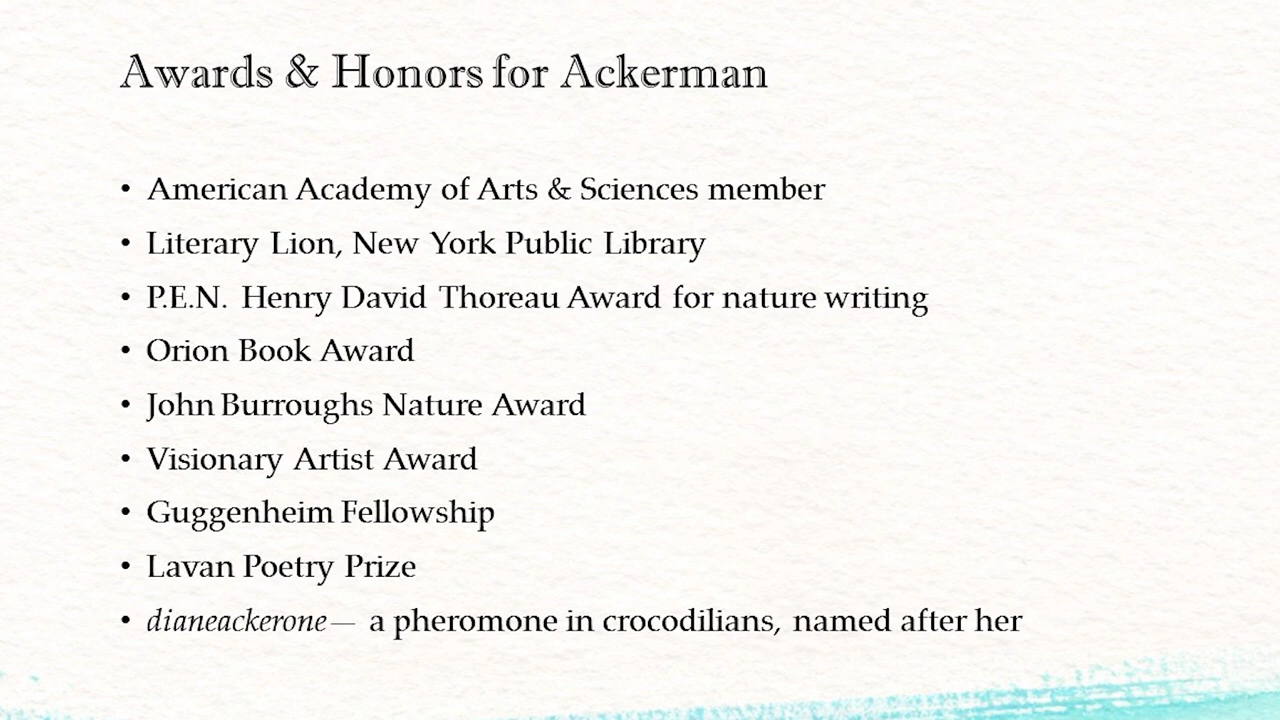 Awards & Honors for Ackerman
• American Academy of Arts & Sciences member
• Literary Lion, New York Public Library
• P.E.N. Henry David Thoreau Award for nature writing
• Orion Book Award
• John Burroughs Nature Award
• Visionary Artist Award
• Guggenheim Fellowship
• Lavan Poetry Prize
• dianeackerone— a pheromone in crocodilians, named after her